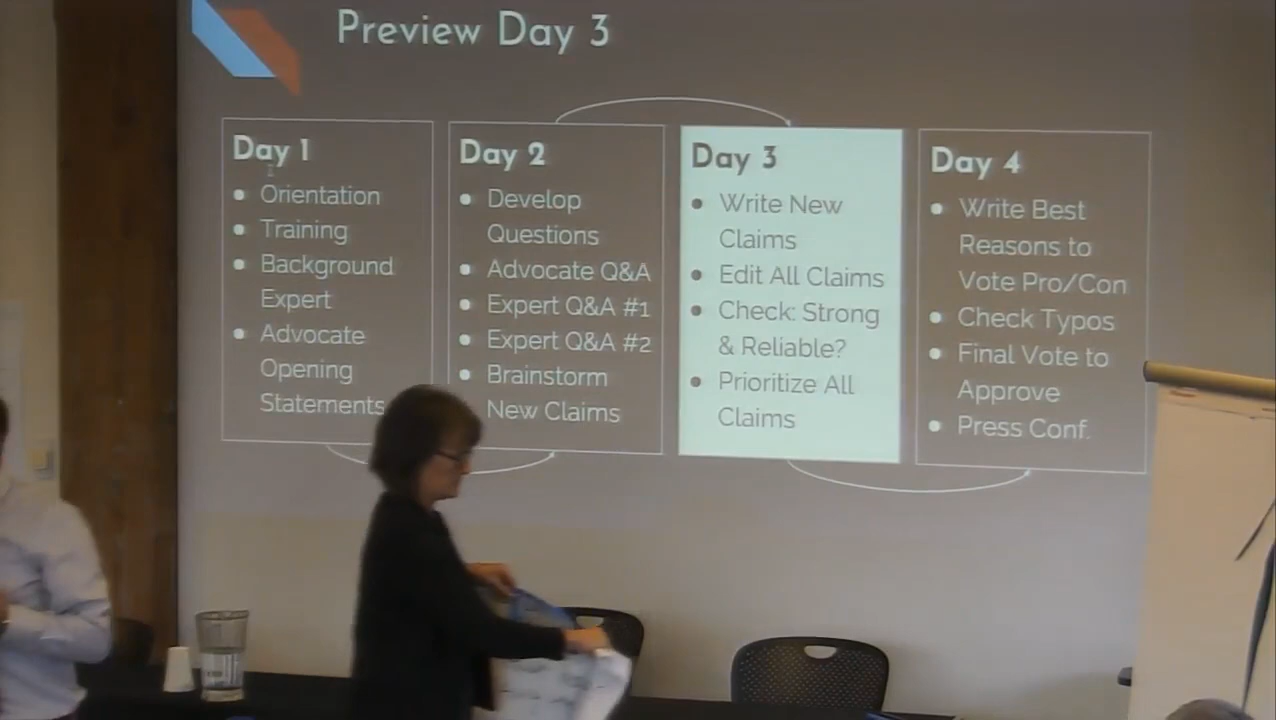 Preview Day 3
Day 1
Orientation
Training
Background
Expert
Advocate
Opening
Statements
Day 2
Develop
Questions
Advocate Q&A
Expert Q&A #1
Expert Q&A #2
Brainstorm
New Claims
Day 3
Write New
Claims
Edit All Claims
Check: Strong
& Reliable?
Prioritize All
Claims
Day 4
Write Best
Reasons to
Vote Pro/Con
Check Typos
Final Vote to
Approve
Press Conf.